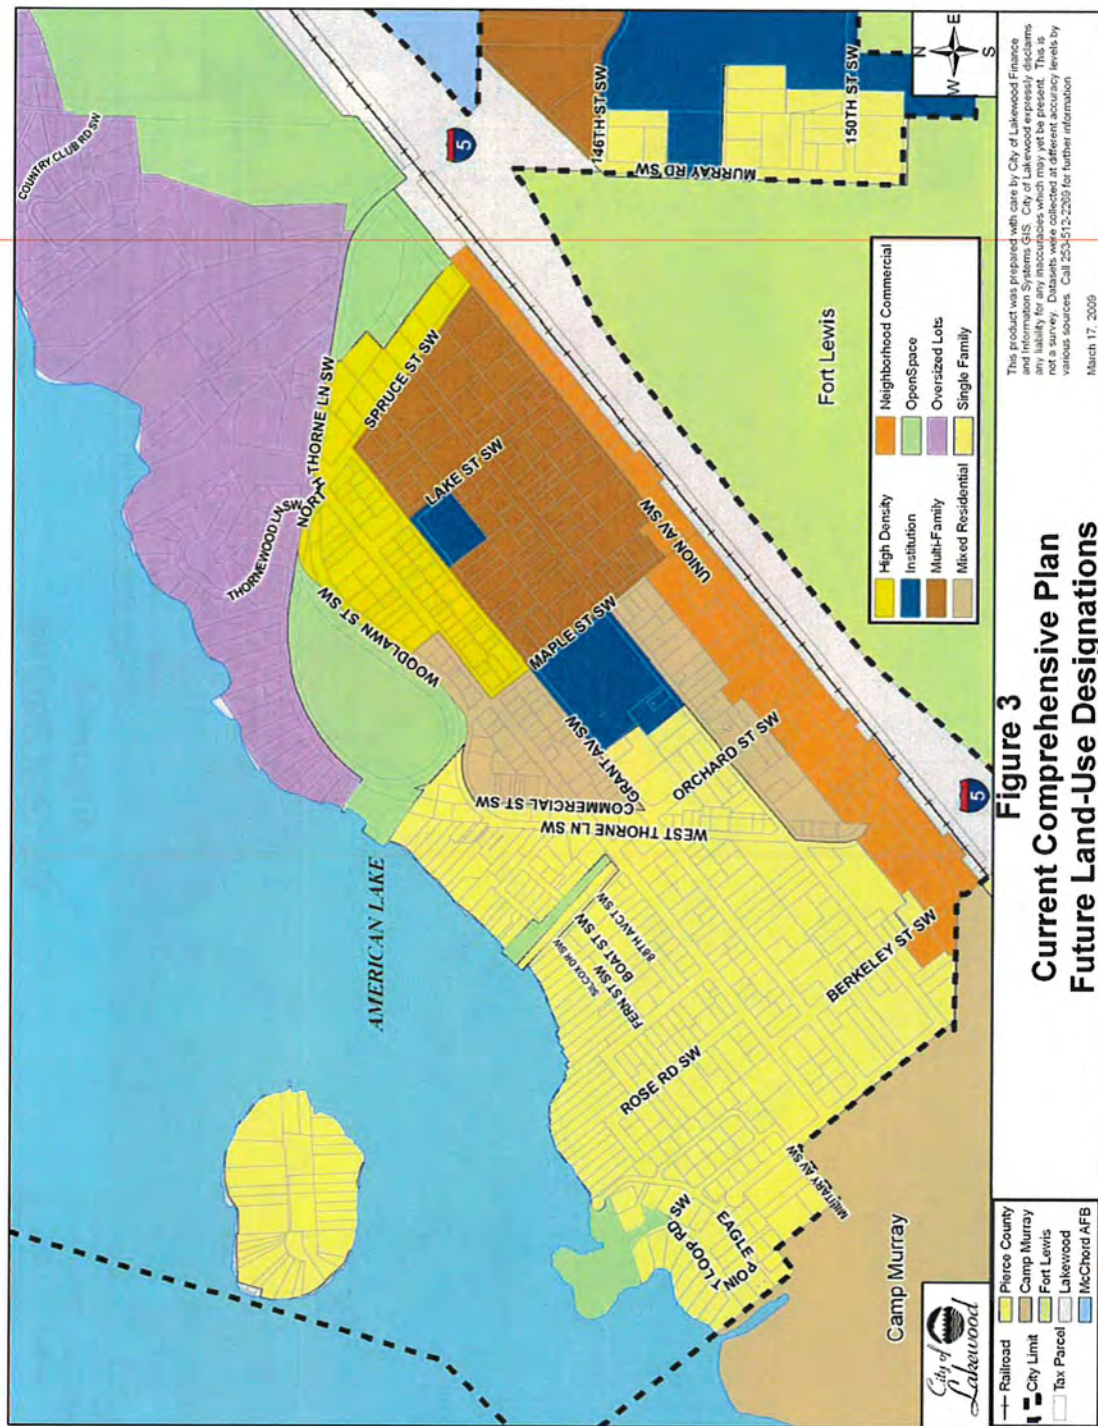 COUNTRY CLUB RD SW
5
146TH ST SW
150TH ST SW
MURRAY RD SW
N
E
S
W
This product was prepared with care by City of Lakewood Finance
and Information Systems GIS. City of Lakewood expressly disclaims
any liability for any inaccuracies which may yet be present. This is
not a survey. Datasets were collected at different accuracy levels by
various sources. Call 253-512-2269 for further information
March 17, 2009
NORTH THORNE LN SW
THORNEWOOD LN SW
SPRUCE ST SW
LAKE ST SW
WOODLAWN ST SW
MAPLE ST SW
UNION AV SW
GRANT AV SW
ORCHARD ST SW
COMMERCIAL ST SW
WEST THORNE LN SW
Fort Lewis
High Density
Institution
Multi-Family
Mixed Residential
Neighborhood Commercial
OpenSpace
Oversized Lots
Single Family
AMERICAN LAKE
SILCOX DR SW
FERN ST SW
BOAT ST SW
88TH AVCT SW
BERKELEY ST SW
ROSE RD SW
MILITARY AV SW
EAGLE POINT LOOP RD SW
Camp Murray
5
Figure 3
Current Comprehensive Plan
Future Land-Use Designations
City of
Lakewood
Railroad
City Limit
Tax Parcel
Pierce County
Camp Murray
Fort Lewis
Lakewood
McChord AFB